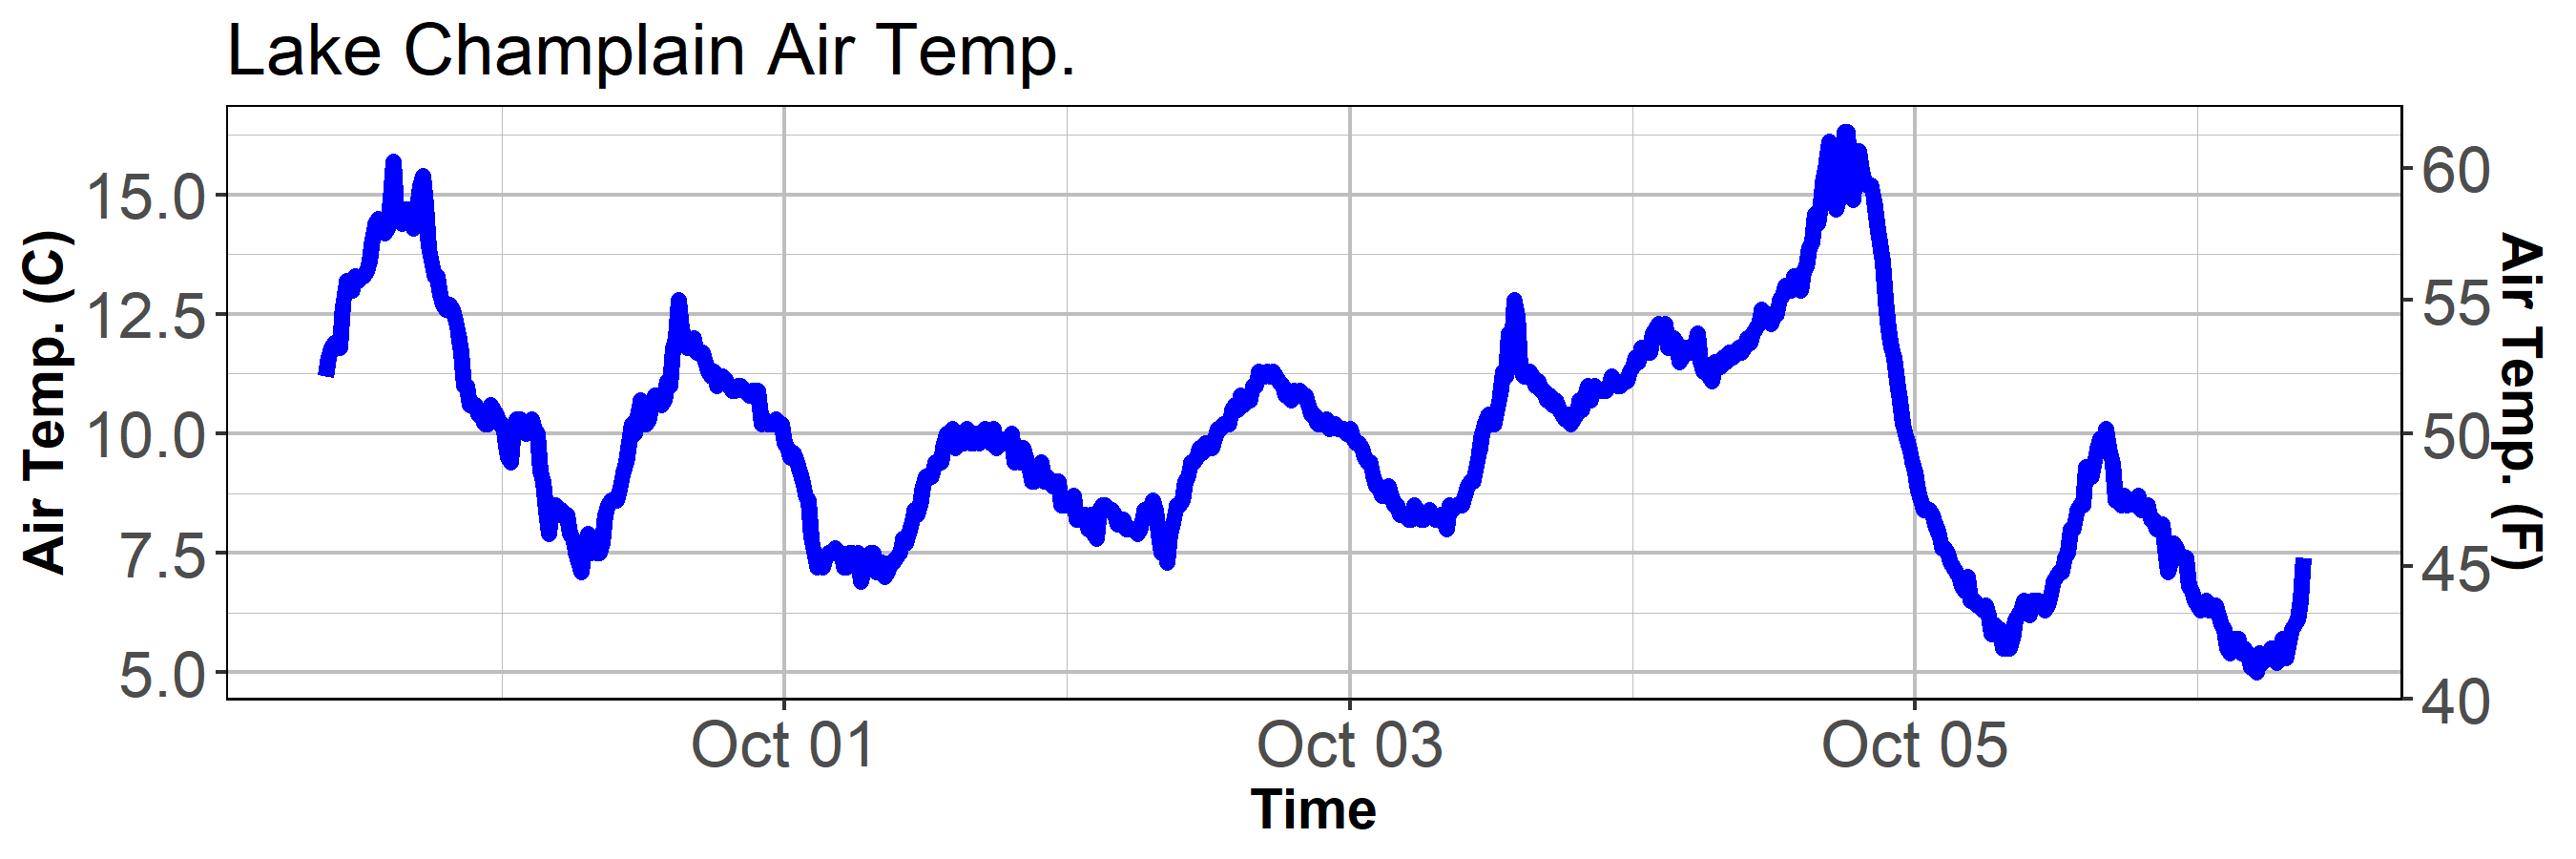 Lake Champlain Air Temp.
Air Temp. (C)
15.0
12.5
10.0
7.5
5.0
60
55
50
45
40
Air Temp. (F)
Oct 01 Oct 03 Oct 05
Time